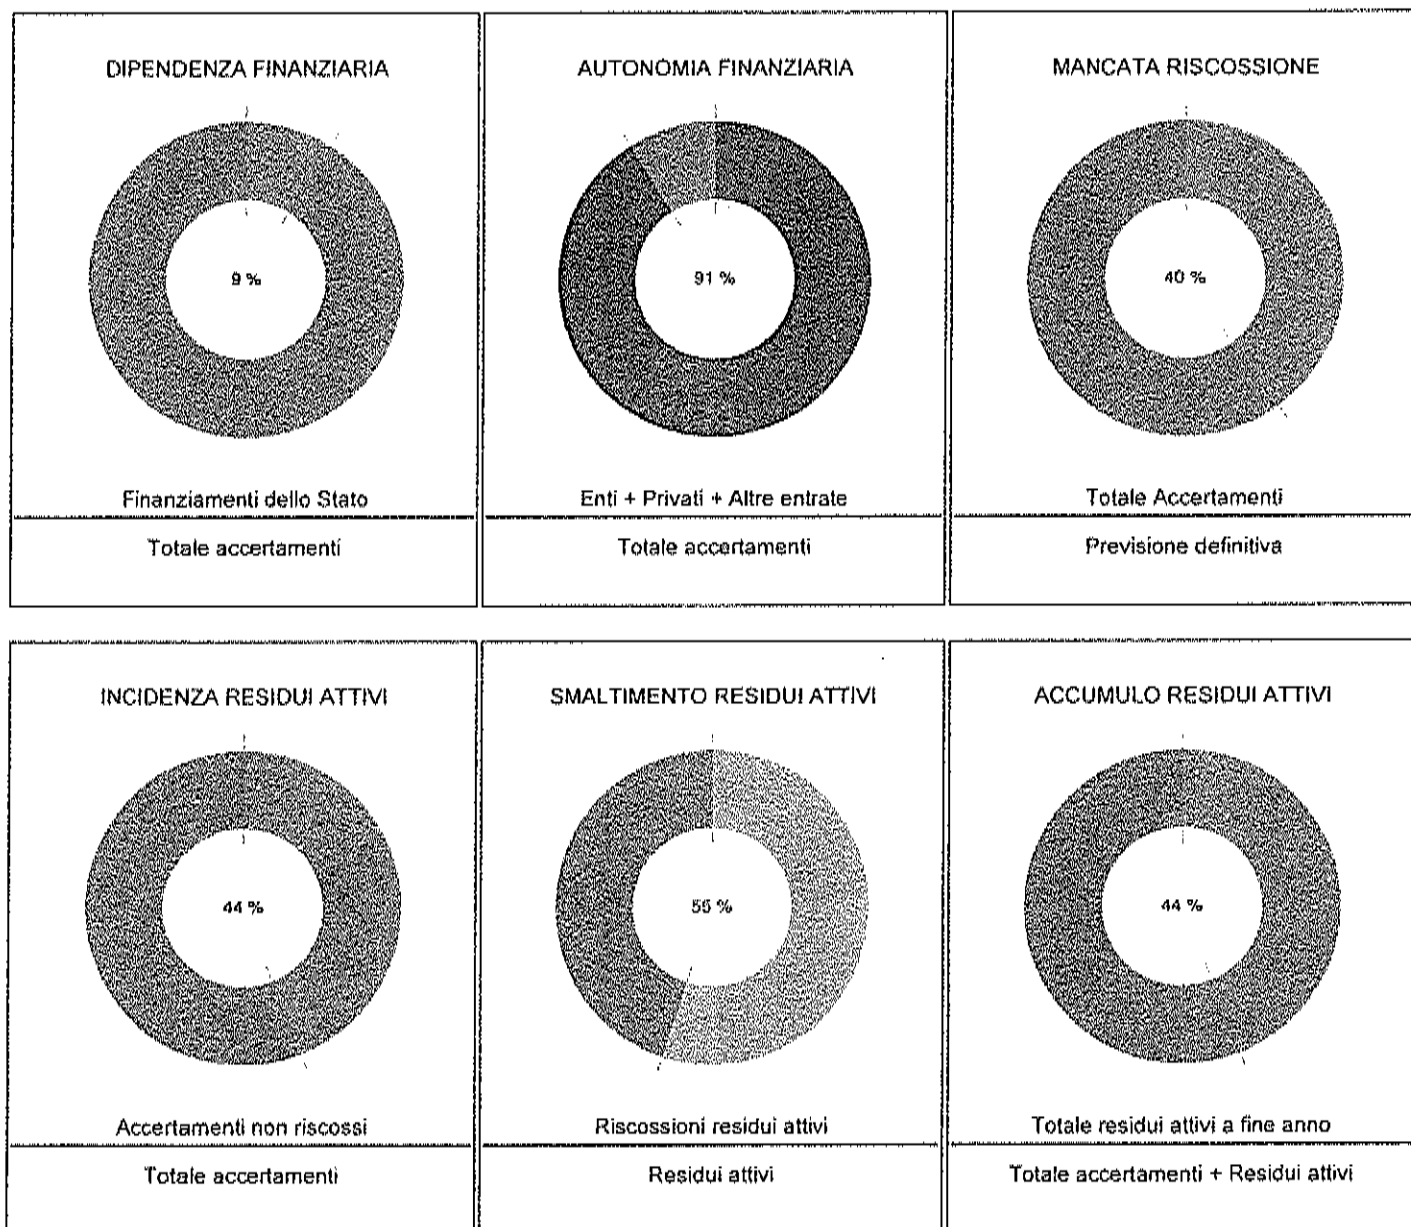 DIPENDENZA FINANZIARIA
9 %
Finanziamenti dello Stato
Totale accertamenti
AUTONOMIA FINANZIARIA
91 %
Enti + Privati + Altre entrate
Totale accertamenti
MANCATA RISCOSSIONE
40 %
Totale Accertamenti
Previsione definitiva
INCIDENZA RESIDUI ATTIVI
44 %
Accertamenti non riscossi
Totale accertamenti
SMALTIMENTO RESIDUI ATTIVI
55 %
Riscossioni residui attivi
Residui attivi
ACCUMULO RESIDUI ATTIVI
44 %
Totale residui attivi a fine anno
Totale accertamenti + Residui attivi